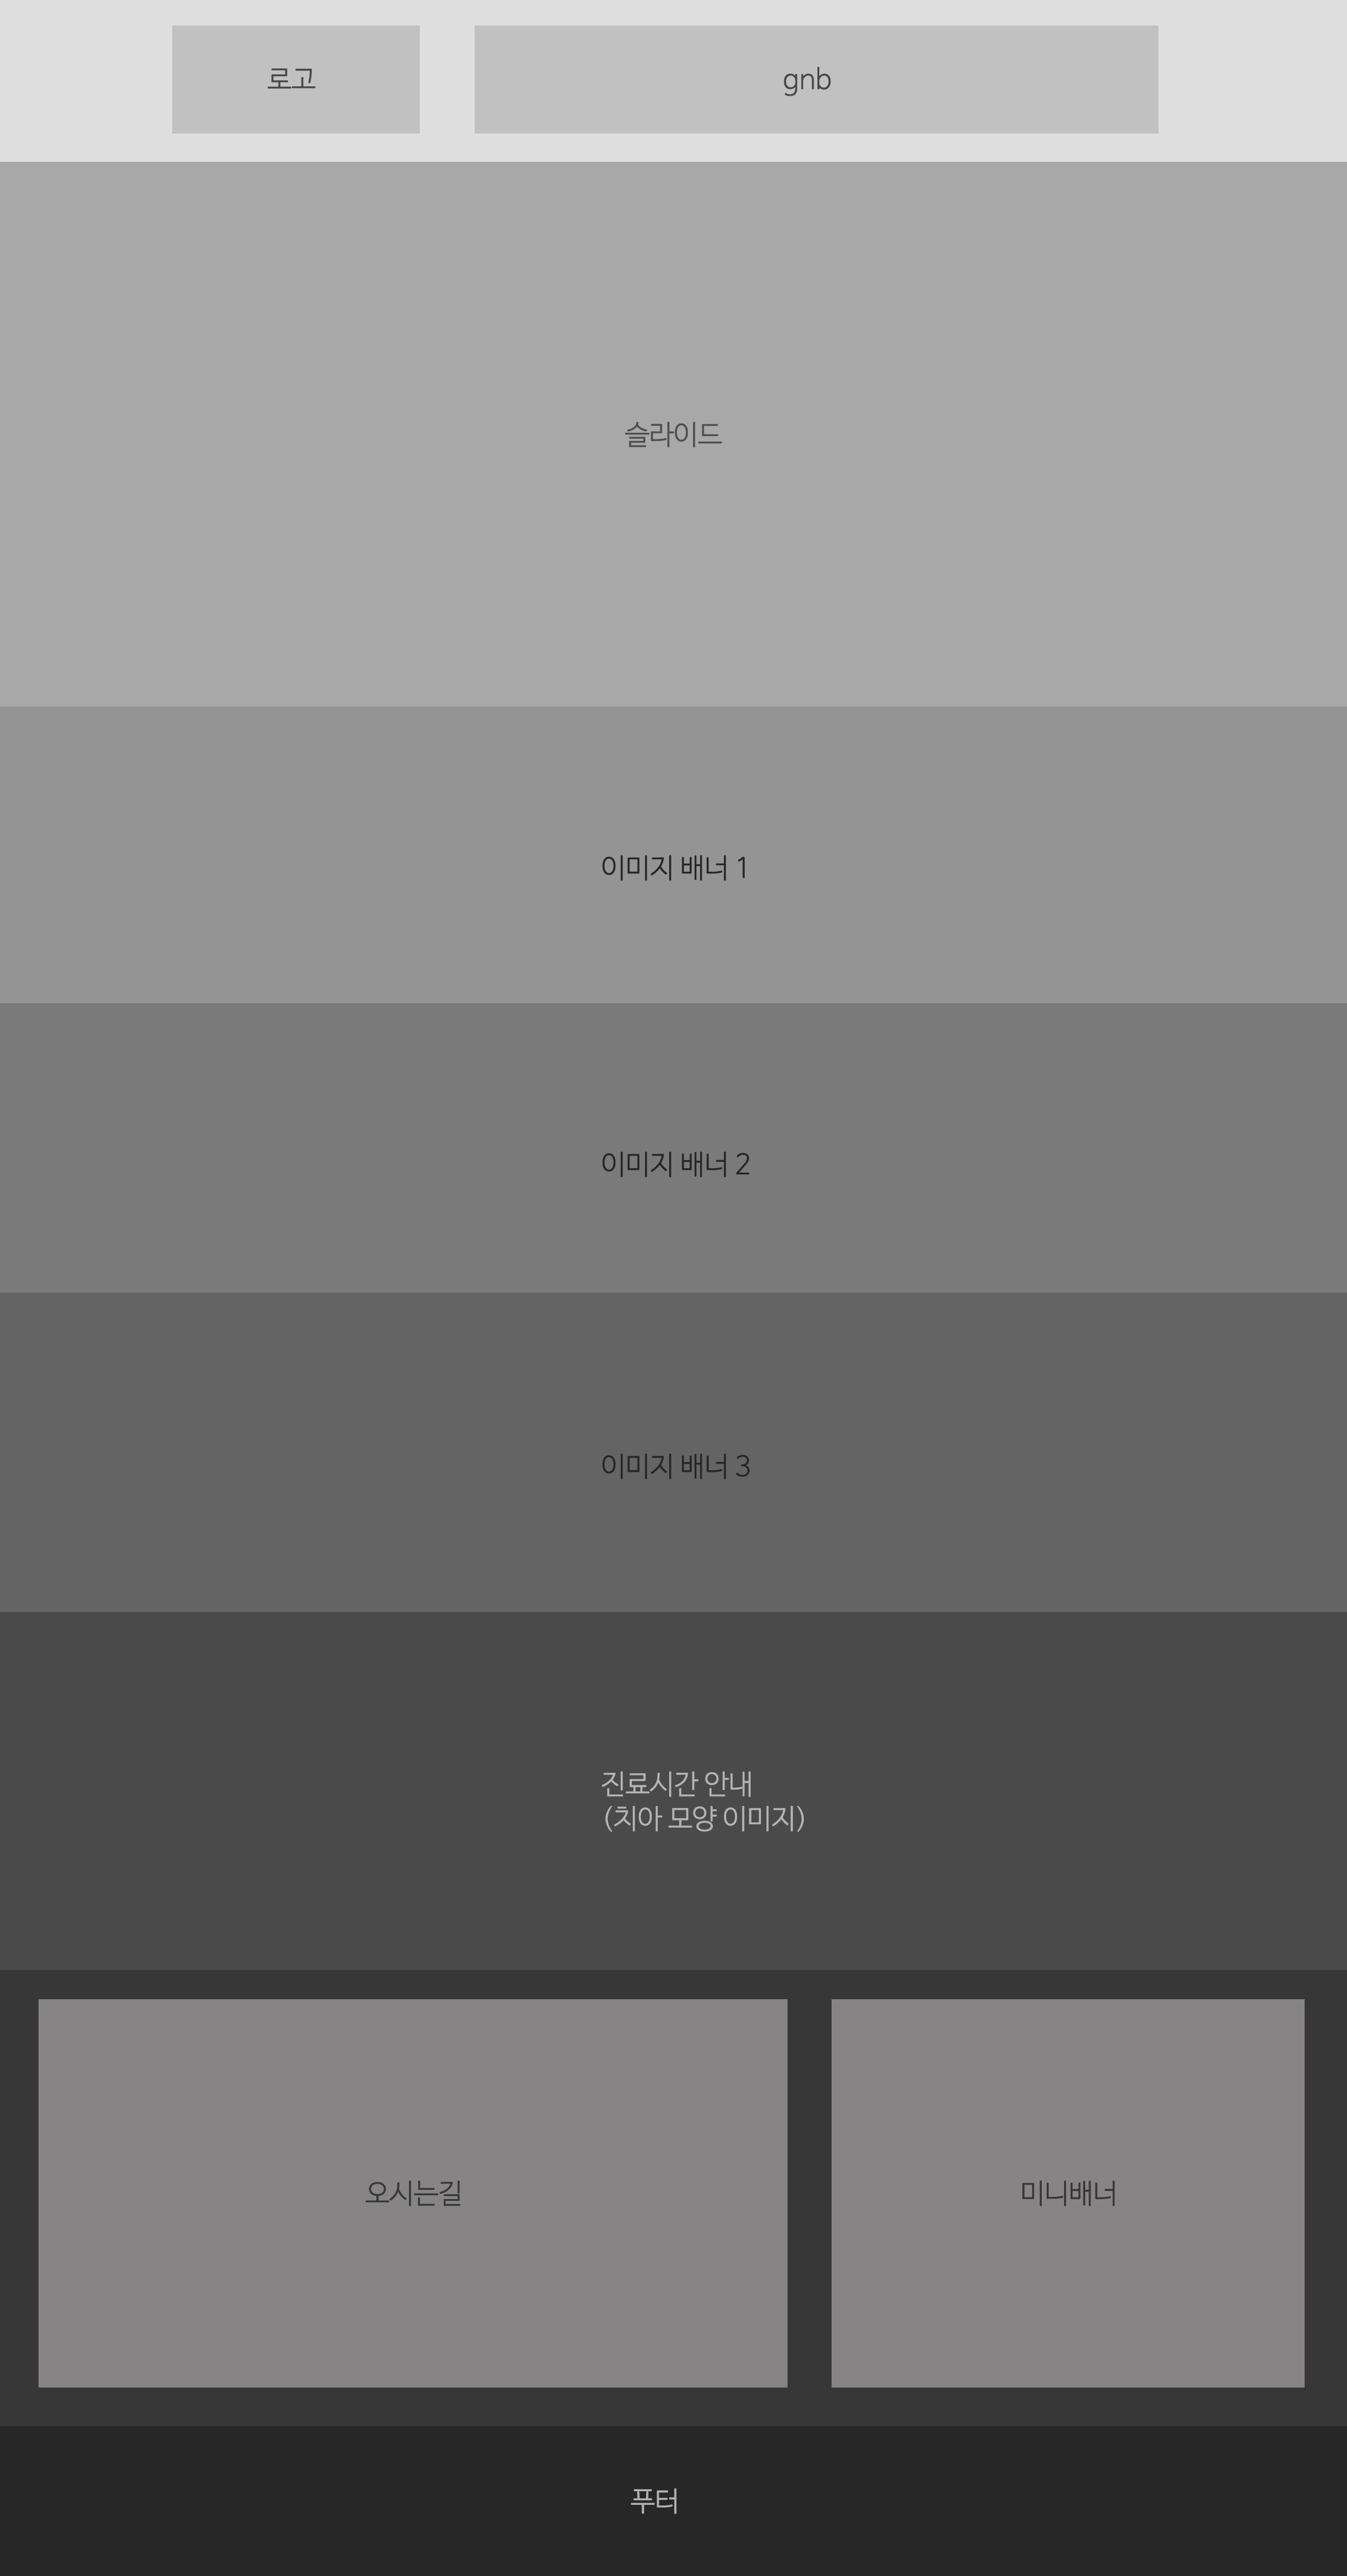 로고
gnb
슬라이드
이미지 배너 1
이미지 배너 2
이미지 배너 3
진료시간 안내
(치아 모양 이미지)
오시는길
미니배너
푸터